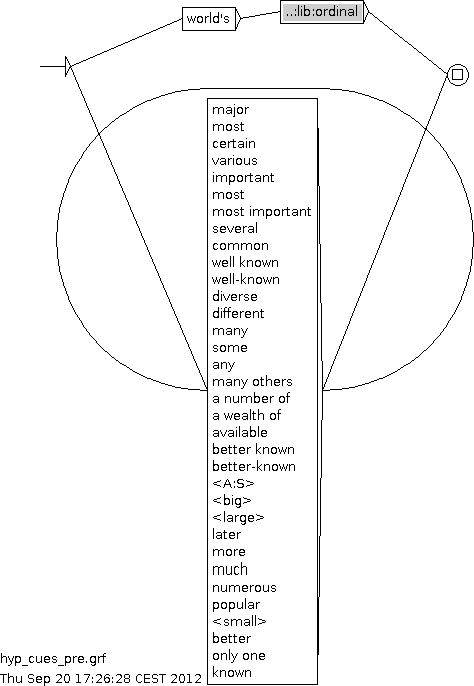 world's
..:lib:ordinal
major
most
certain
various
important
most
most important
several
common
well known
well-known
diverse
different
many
some
any
many others
a number of
a wealth of
available
better known
better-known
<A:S>
<big>
<large>
later
more
much
numerous
popular
<small>
better
only one
known
hyp_cues_pre.grf
Thu Sep 20 17:26:28 CEST 2012